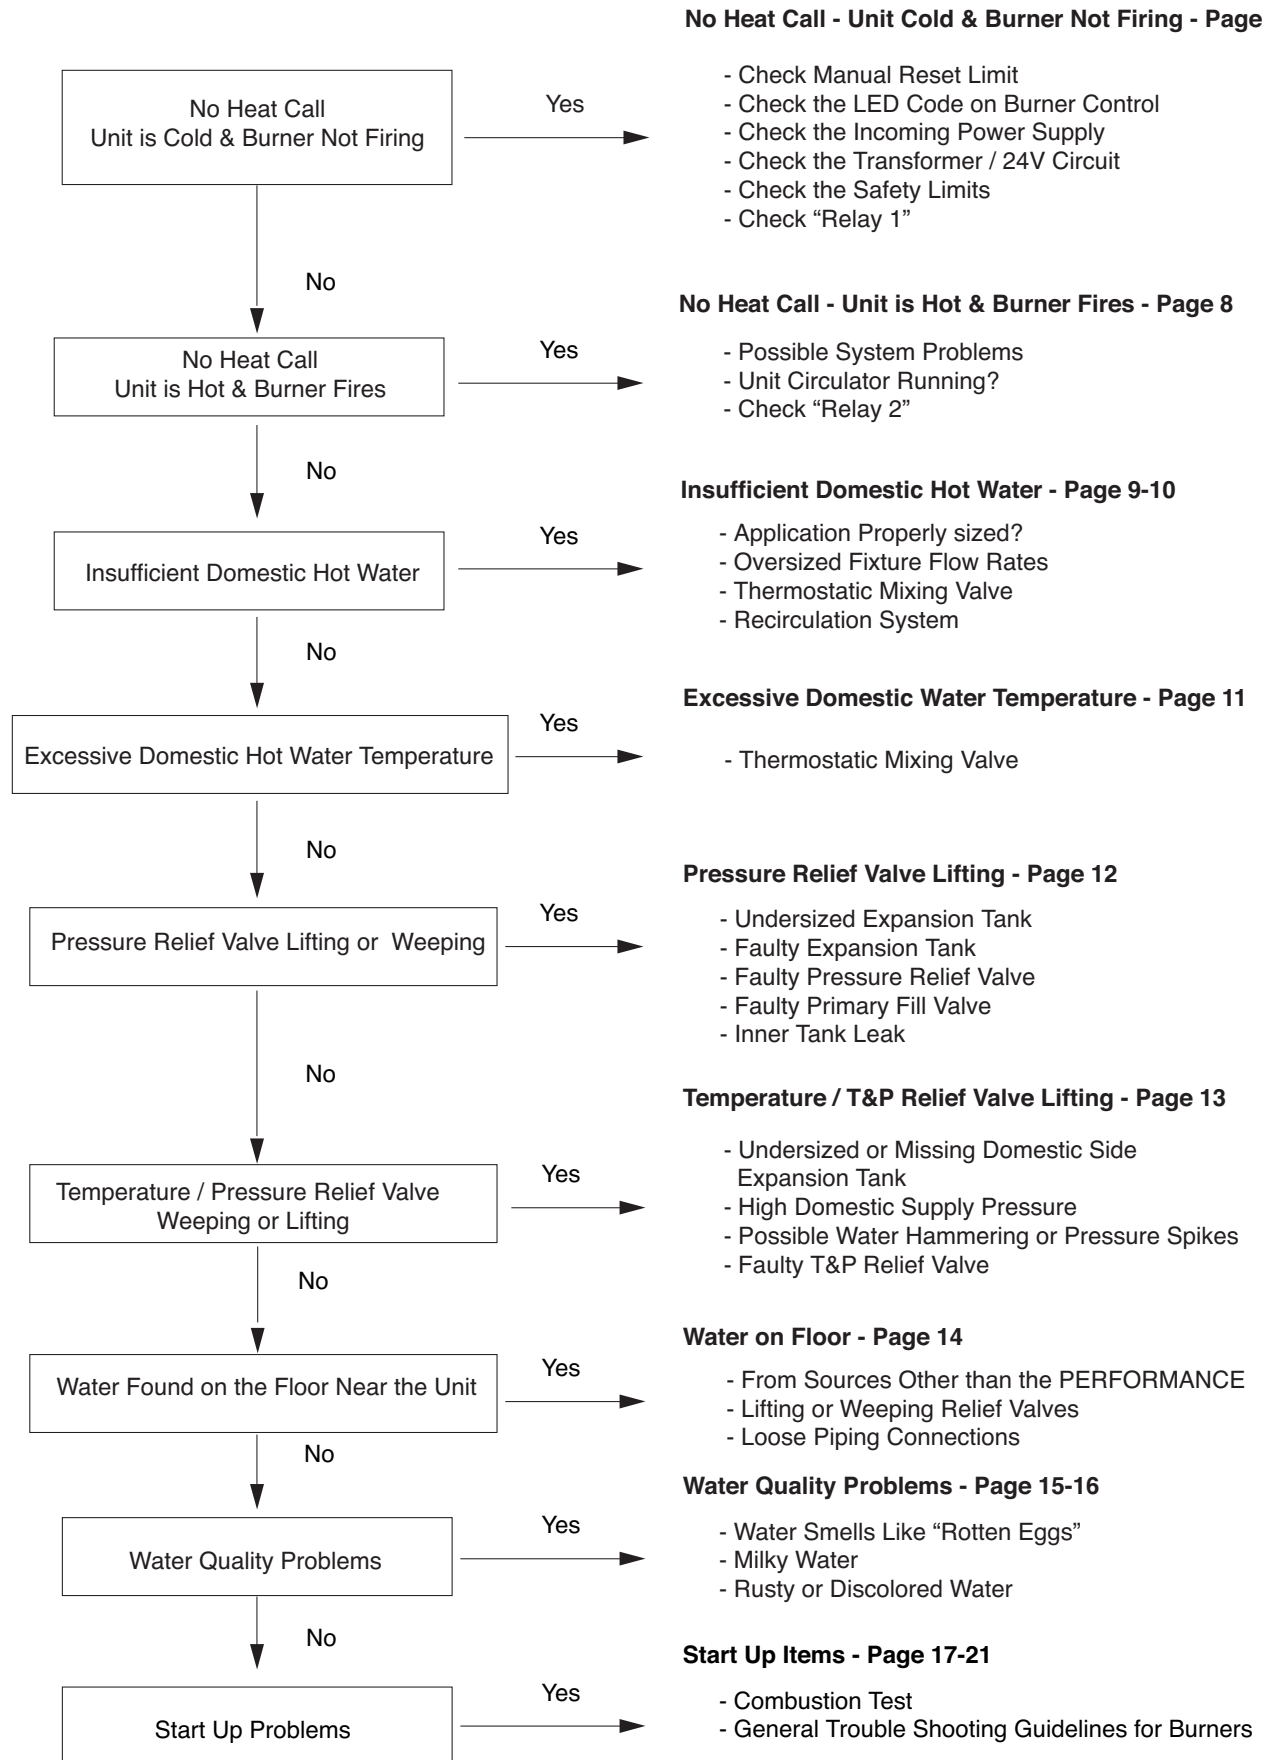 No Heat Call - Unit Cold & Burner Not Firing - Page
No Heat Call
Unit is Cold & Burner Not Firing
Yes
- Check Manual Reset Limit
- Check the LED Code on Burner Control
- Check the Incoming Power Supply
- Check the Transformer / 24V Circuit
- Check the Safety Limits
- Check “Relay 1”
No
No Heat Call - Unit is Hot & Burner Fires - Page 8
No Heat Call
Unit is Hot & Burner Fires
Yes
- Possible System Problems
- Unit Circulator Running?
- Check “Relay 2”
No
Insufficient Domestic Hot Water - Page 9-10
Insufficient Domestic Hot Water
Yes
- Application Properly sized?
- Oversized Fixture Flow Rates
- Thermostatic Mixing Valve
- Recirculation System
No
Excessive Domestic Water Temperature - Page 11
Excessive Domestic Hot Water Temperature
Yes
- Thermostatic Mixing Valve
No
Pressure Relief Valve Lifting - Page 12
Pressure Relief Valve Lifting or Weeping
Yes
- Undersized Expansion Tank
- Faulty Expansion Tank
- Faulty Pressure Relief Valve
- Faulty Primary Fill Valve
- Inner Tank Leak
No
Temperature / T&P Relief Valve Lifting - Page 13
Temperature / Pressure Relief Valve
Weeping or Lifting
Yes
- Undersized or Missing Domestic Side
Expansion Tank
- High Domestic Supply Pressure
- Possible Water Hammering or Pressure Spikes
- Faulty T&P Relief Valve
No
Water on Floor - Page 14
Water Found on the Floor Near the Unit
Yes
- From Sources Other than the PERFORMANCE
- Lifting or Weeping Relief Valves
- Loose Piping Connections
No
Water Quality Problems - Page 15-16
Water Quality Problems
Yes
- Water Smells Like “Rotten Eggs”
- Milky Water
- Rusty or Discolored Water
No
Start Up Items - Page 17-21
Start Up Problems
Yes
- Combustion Test
- General Trouble Shooting Guidelines for Burners